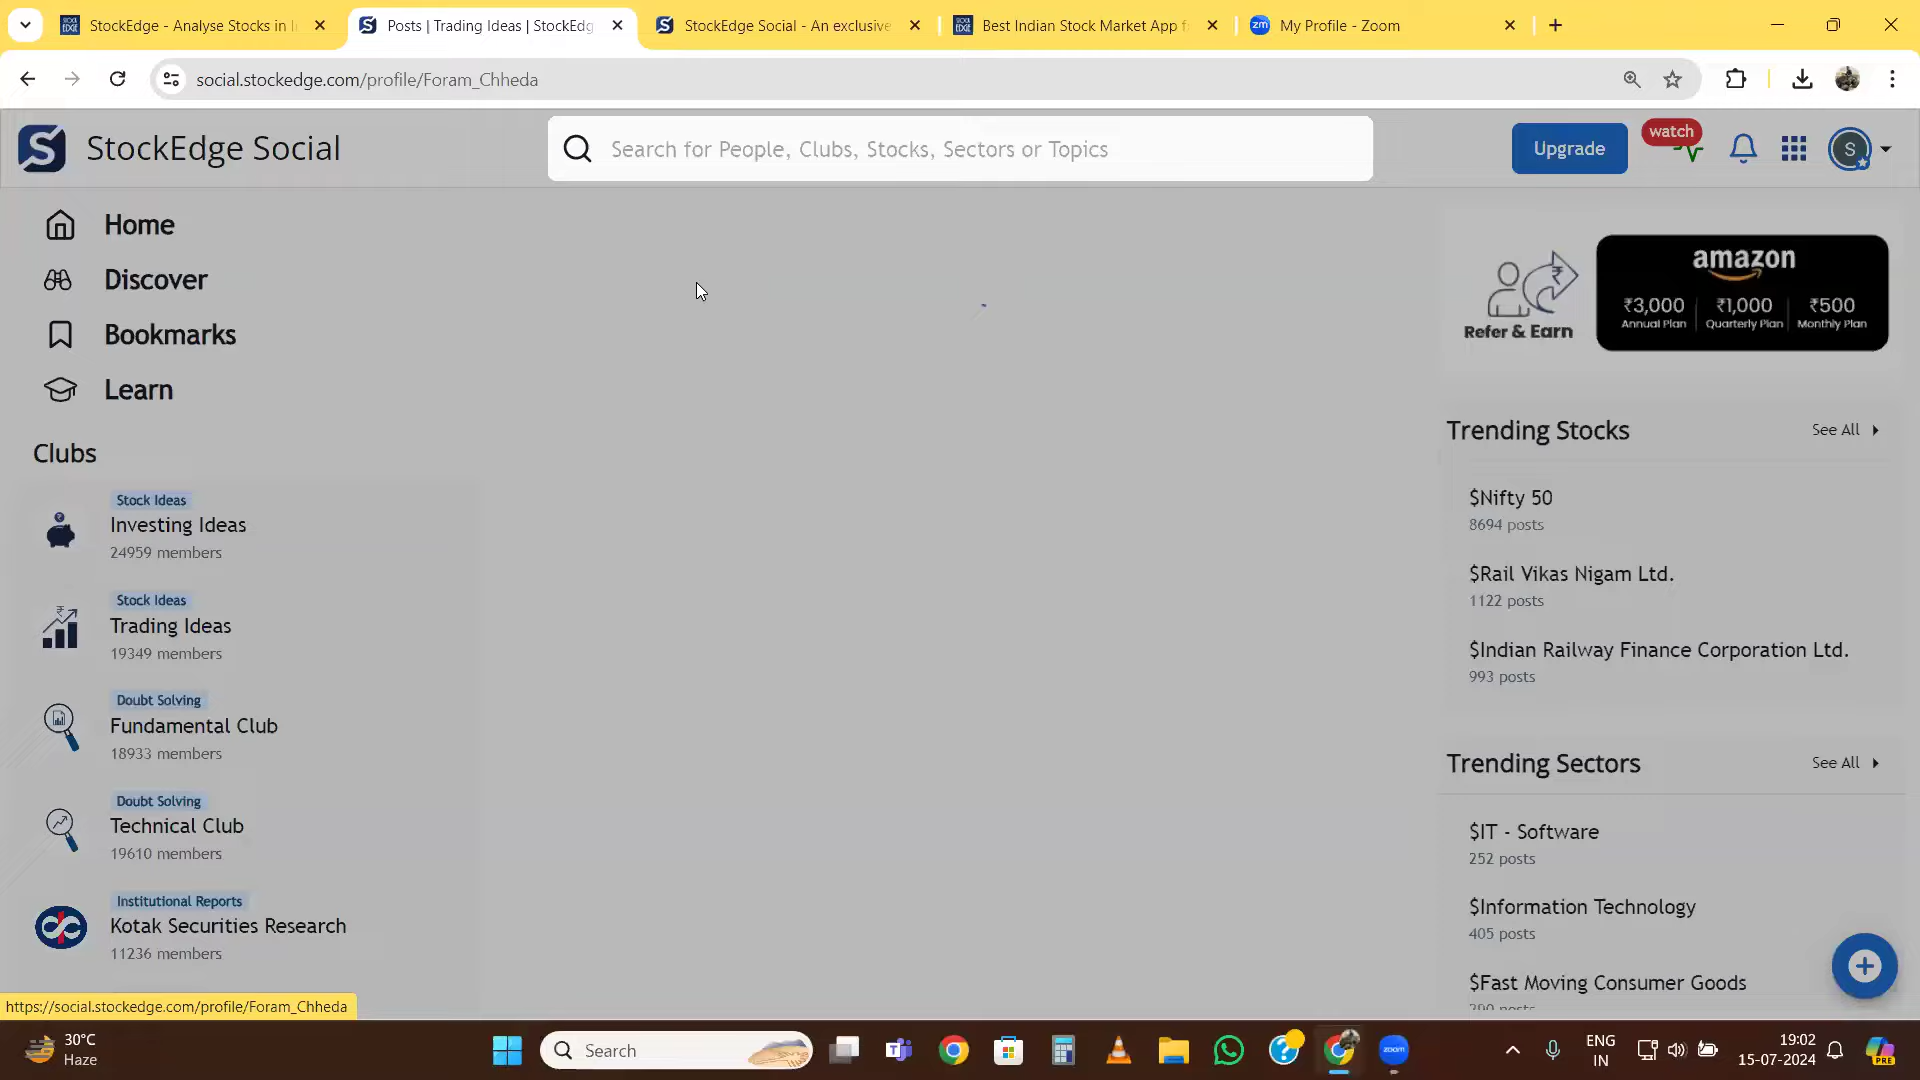 StockEdge - Analyse Stocks in I
Posts | Trading Ideas | StockEdg
StockEdge Social - An exclusive
Best Indian Stock Market App f
zm
My Profile - Zoom
social.stockedge.com/profile/Foram_Chheda
StockEdge Social
Search for People, Clubs, Stocks, Sectors or Topics
Upgrade
watch
S
Home
Discover
Bookmarks
Learn
Clubs
Stock Ideas
Investing Ideas
24959 members
Stock Ideas
Trading Ideas
19349 members
Doubt Solving
Fundamental Club
18933 members
Doubt Solving
Technical Club
19610 members
Institutional Reports
Kotak Securities Research
11236 members
Refer & Earn
amazon
₹3,000 ₹1,000 ₹500
Annual Plan Quarterly Plan Monthly Plan
Trending Stocks
See All
$Nifty 50
8694 posts
$Rail Vikas Nigam Ltd.
1122 posts
$Indian Railway Finance Corporation Ltd.
993 posts
Trending Sectors
See All
$IT - Software
252 posts
$Information Technology
405 posts
$Fast Moving Consumer Goods
https://social.stockedge.com/profile/Foram_Chheda
30°C
Haze
Search
zoom
ENG
IN
19:02
15-07-2024
PRE